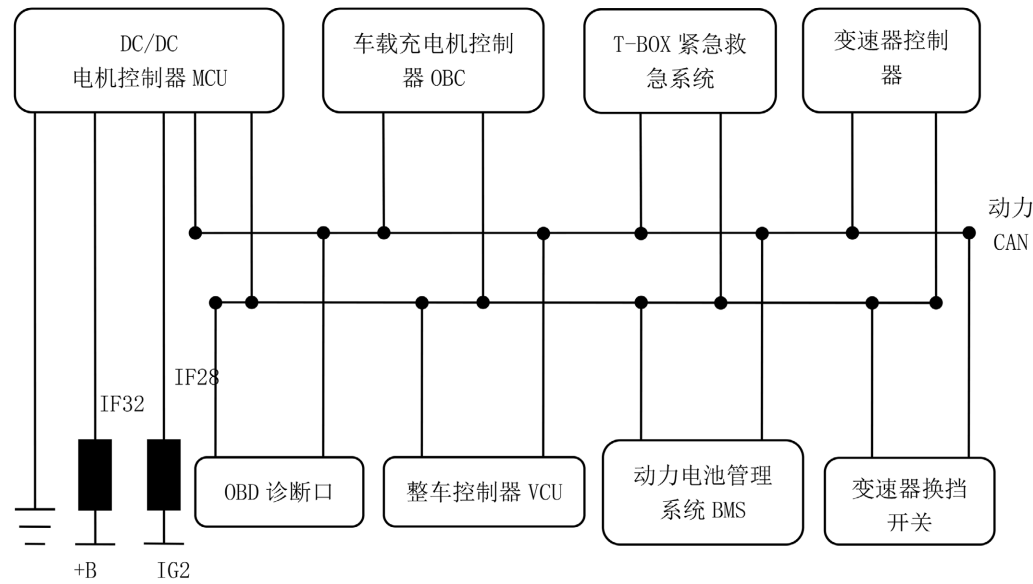 DC/DC
电机控制器 MCU
车载充电机控制
器 OBC
T-BOX 紧急救
急系统
变速器控制
器
动力
CAN
IF28
IF32
OBD 诊断口
整车控制器 VCU
动力电池管理
系统 BMS
变速器换挡
开关
+B
IG2